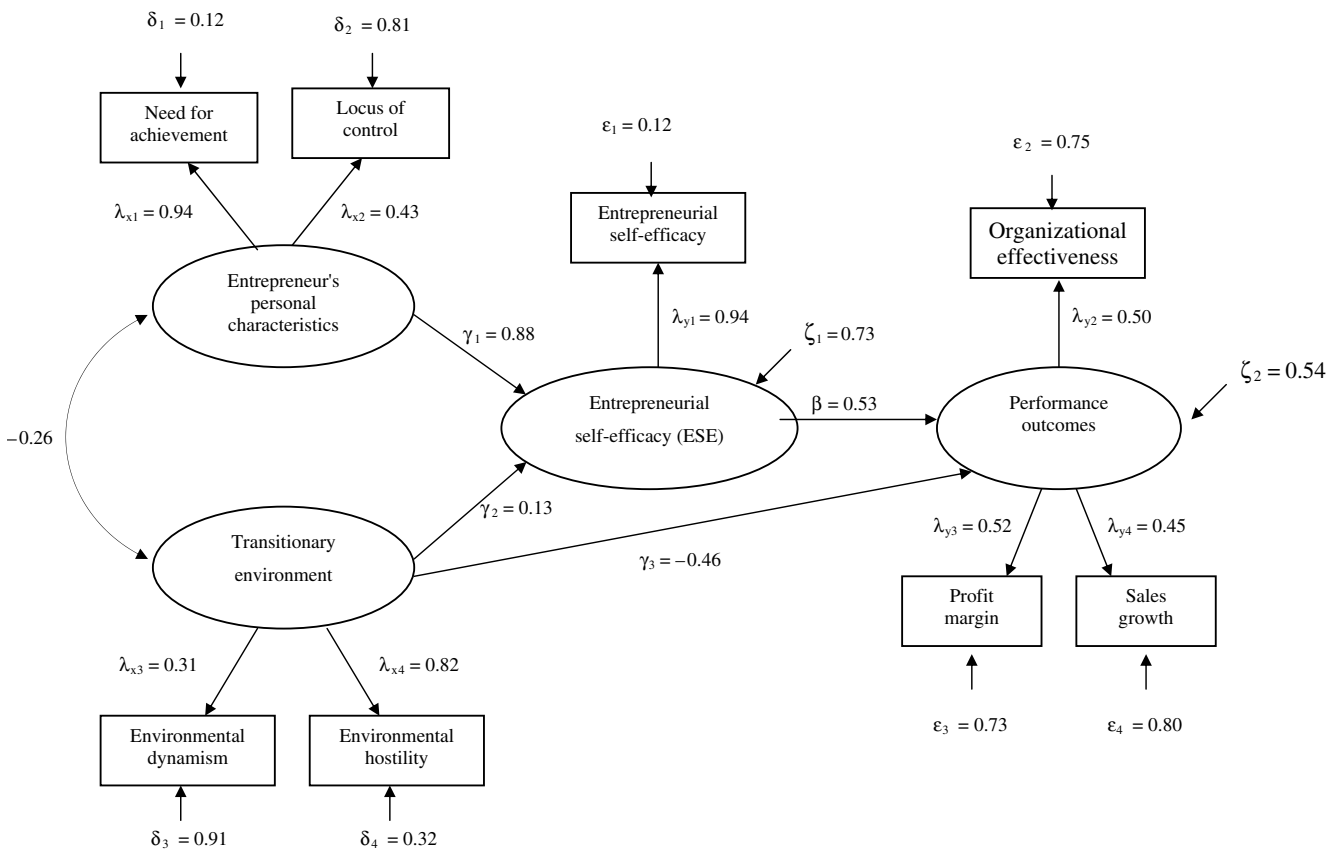 δ1 = 0.12
δ2 = 0.81
Need for
achievement
Locus of
control
λx1 = 0.94
λx2 = 0.43
ε1 = 0.12
ε2 = 0.75
Entrepreneurial
self-efficacy
Organizational
effectiveness
Entrepreneur's
personal
characteristics
γ1 = 0.88
λy1 = 0.94
ζ1 = 0.73
λy2 = 0.50
ζ2 = 0.54
−0.26
Entrepreneurial
self-efficacy (ESE)
β = 0.53
Performance
outcomes
γ2 = 0.13
Transitionary
environment
γ3 = −0.46
λy3 = 0.52
λy4 = 0.45
Profit
margin
Sales
growth
λx3 = 0.31
λx4 = 0.82
Environmental
dynamism
Environmental
hostility
ε3 = 0.73
ε4 = 0.80
δ3 = 0.91
δ4 = 0.32